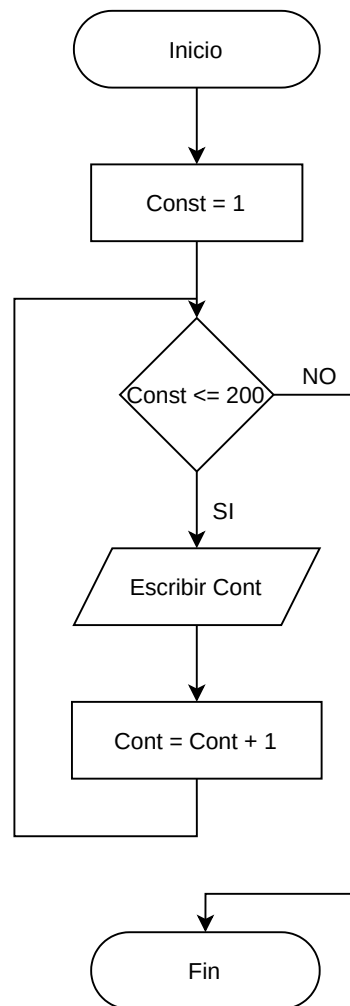 Inicio
Const = 1
Const <= 200
NO
SI
Escribir Cont
Cont = Cont + 1
Fin